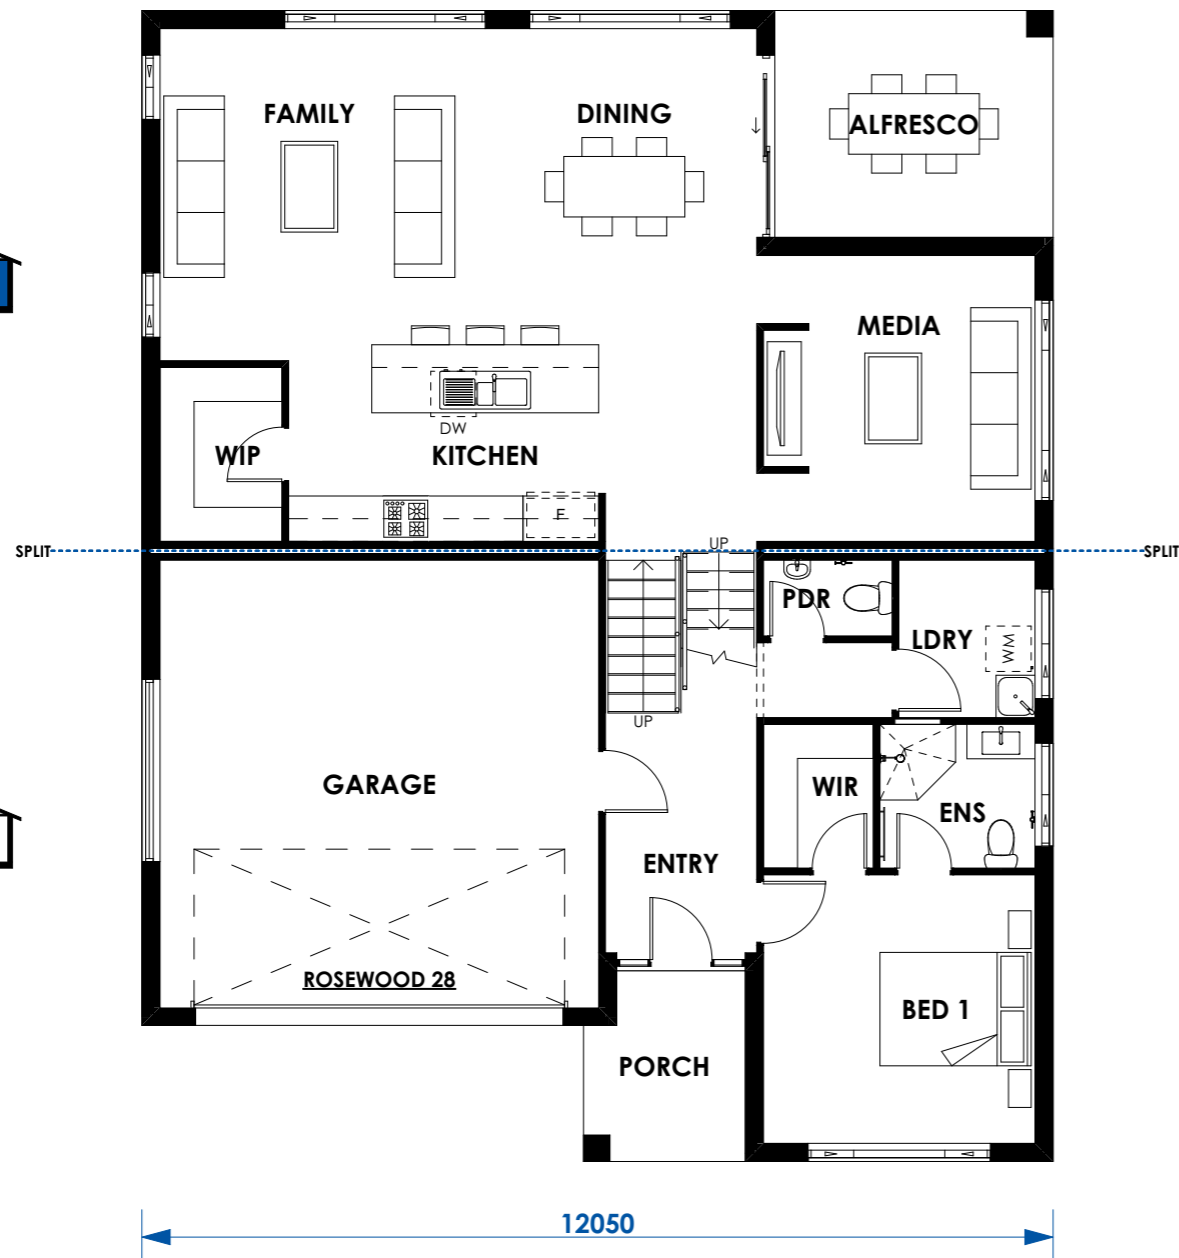 FAMILY
DINING
ALFRESCO
MEDIA
DW
WIP
KITCHEN
F
SPLIT
UP
SPLIT
PDR
LDRY
WM
UP
GARAGE
WIR
ENS
ENTRY
ROSEWOOD 28
BED 1
PORCH
12050